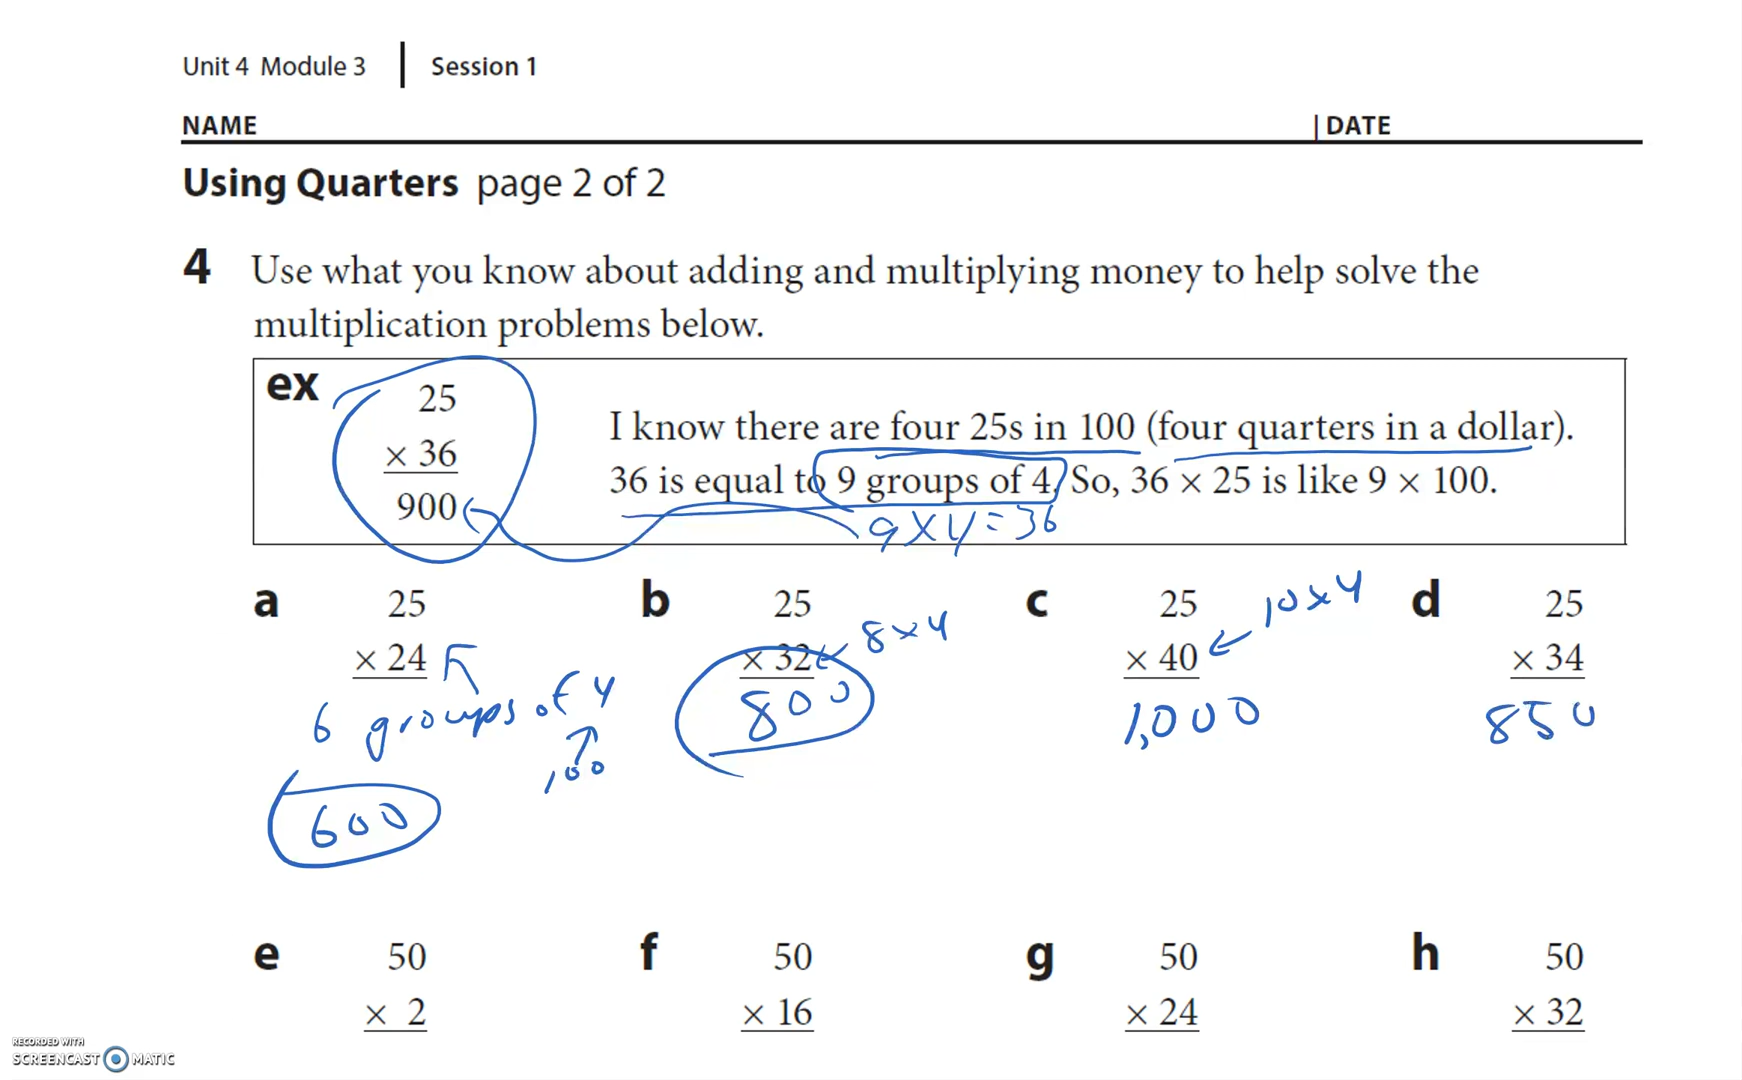 Unit 4 Module 3 | Session 1
NAME | DATE
Using Quarters page 2 of 2
4 Use what you know about adding and multiplying money to help solve the
multiplication problems below.
ex
25
× 36
900
I know there are four 25s in 100 (four quarters in a dollar).
36 is equal to 9 groups of 4. So, 36 × 25 is like 9 × 100.
9 x 4 = 36
a
25
× 24
6 groups of 4
100
600
b
25
× 32
8 x 4
800
c
25
× 40
10 x 4
1,000
d
25
× 34
850
e
50
× 2
f
50
× 16
g
50
× 24
h
50
× 32
RECORDED WITH
SCREENCAST MATIC